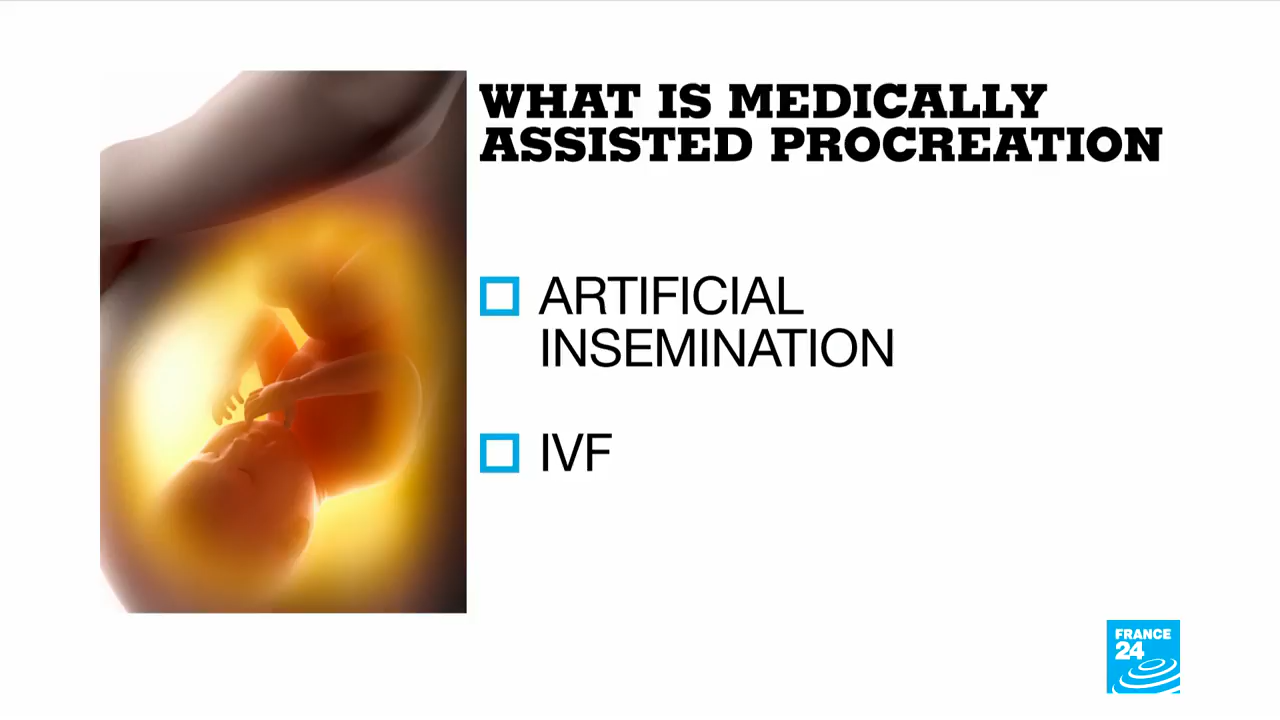 WHAT IS MEDICALLY
ASSISTED PROCREATION
ARTIFICIAL
INSEMINATION
IVF
FRANCE
24